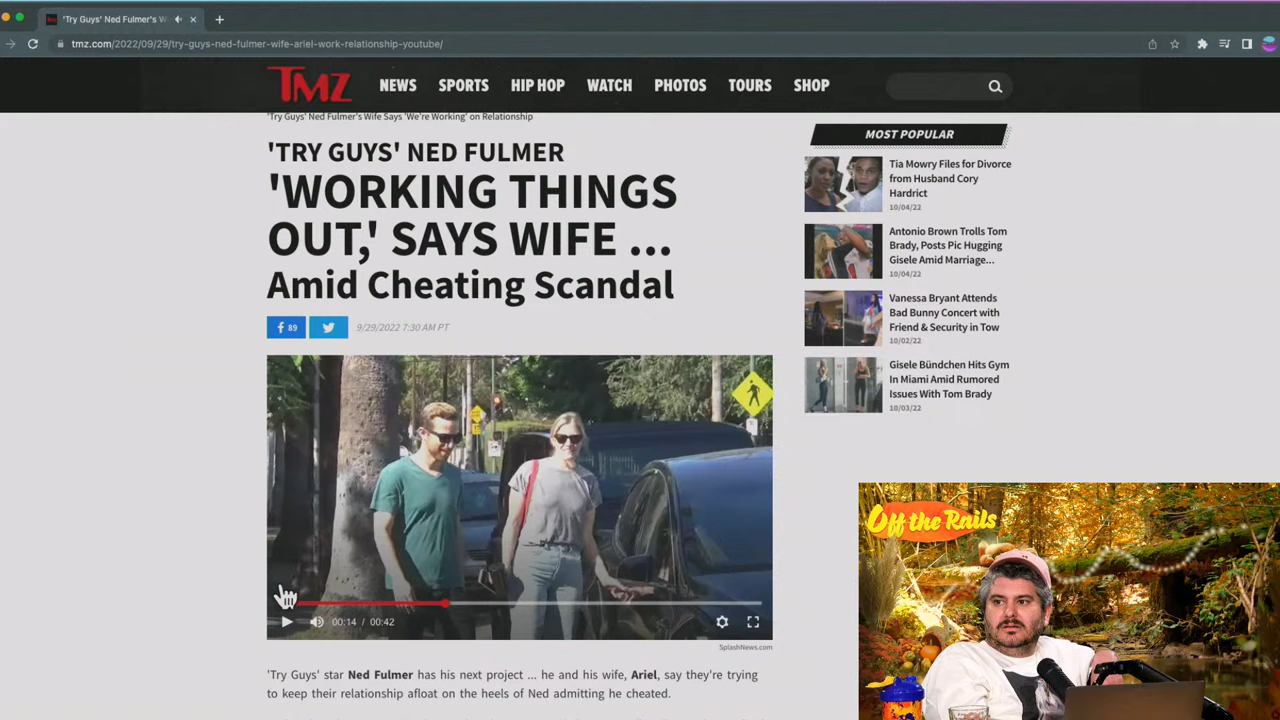 'Try Guys' Ned Fulmer's W
tmz.com/2022/09/29/try-guys-ned-fulmer-wife-ariel-work-relationship-youtube/
TMZ NEWS SPORTS HIP HOP WATCH PHOTOS TOURS SHOP
'Try Guys' Ned Fulmer's Wife Says 'We're Working' on Relationship
'TRY GUYS' NED FULMER
'WORKING THINGS
OUT,' SAYS WIFE ...
Amid Cheating Scandal
89
9/29/2022 7:30 AM PT
00:14 / 00:42
SplashNews.com
'Try Guys' star Ned Fulmer has his next project ... he and his wife, Ariel, say they're trying
to keep their relationship afloat on the heels of Ned admitting he cheated.
MOST POPULAR
Tia Mowry Files for Divorce
from Husband Cory
Hardrict
10/04/22
Antonio Brown Trolls Tom
Brady, Posts Pic Hugging
Gisele Amid Marriage...
10/04/22
Vanessa Bryant Attends
Bad Bunny Concert with
Friend & Security in Tow
10/02/22
Gisele Bündchen Hits Gym
In Miami Amid Rumored
Issues With Tom Brady
10/03/22
Off the Rails